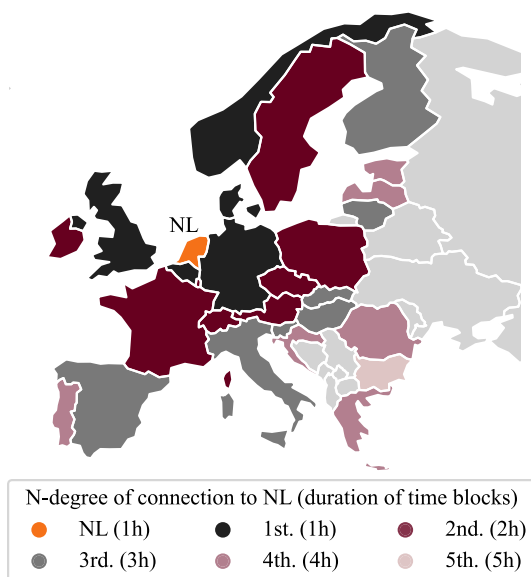 NL
N-degree of connection to NL (duration of time blocks)
NL (1h) 1st. (1h) 2nd. (2h)
3rd. (3h) 4th. (4h) 5th. (5h)